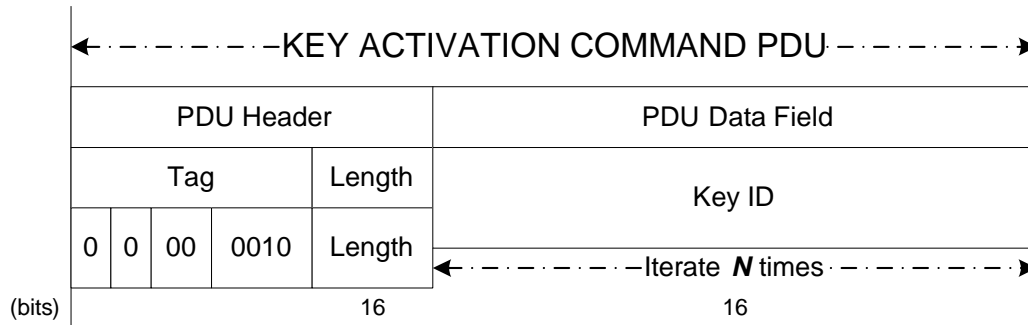 KEY ACTIVATION COMMAND PDU
PDU Header PDU Data Field
Tag Length Key ID
0 0 00 0010 Length
Iterate N times
(bits) 16 16